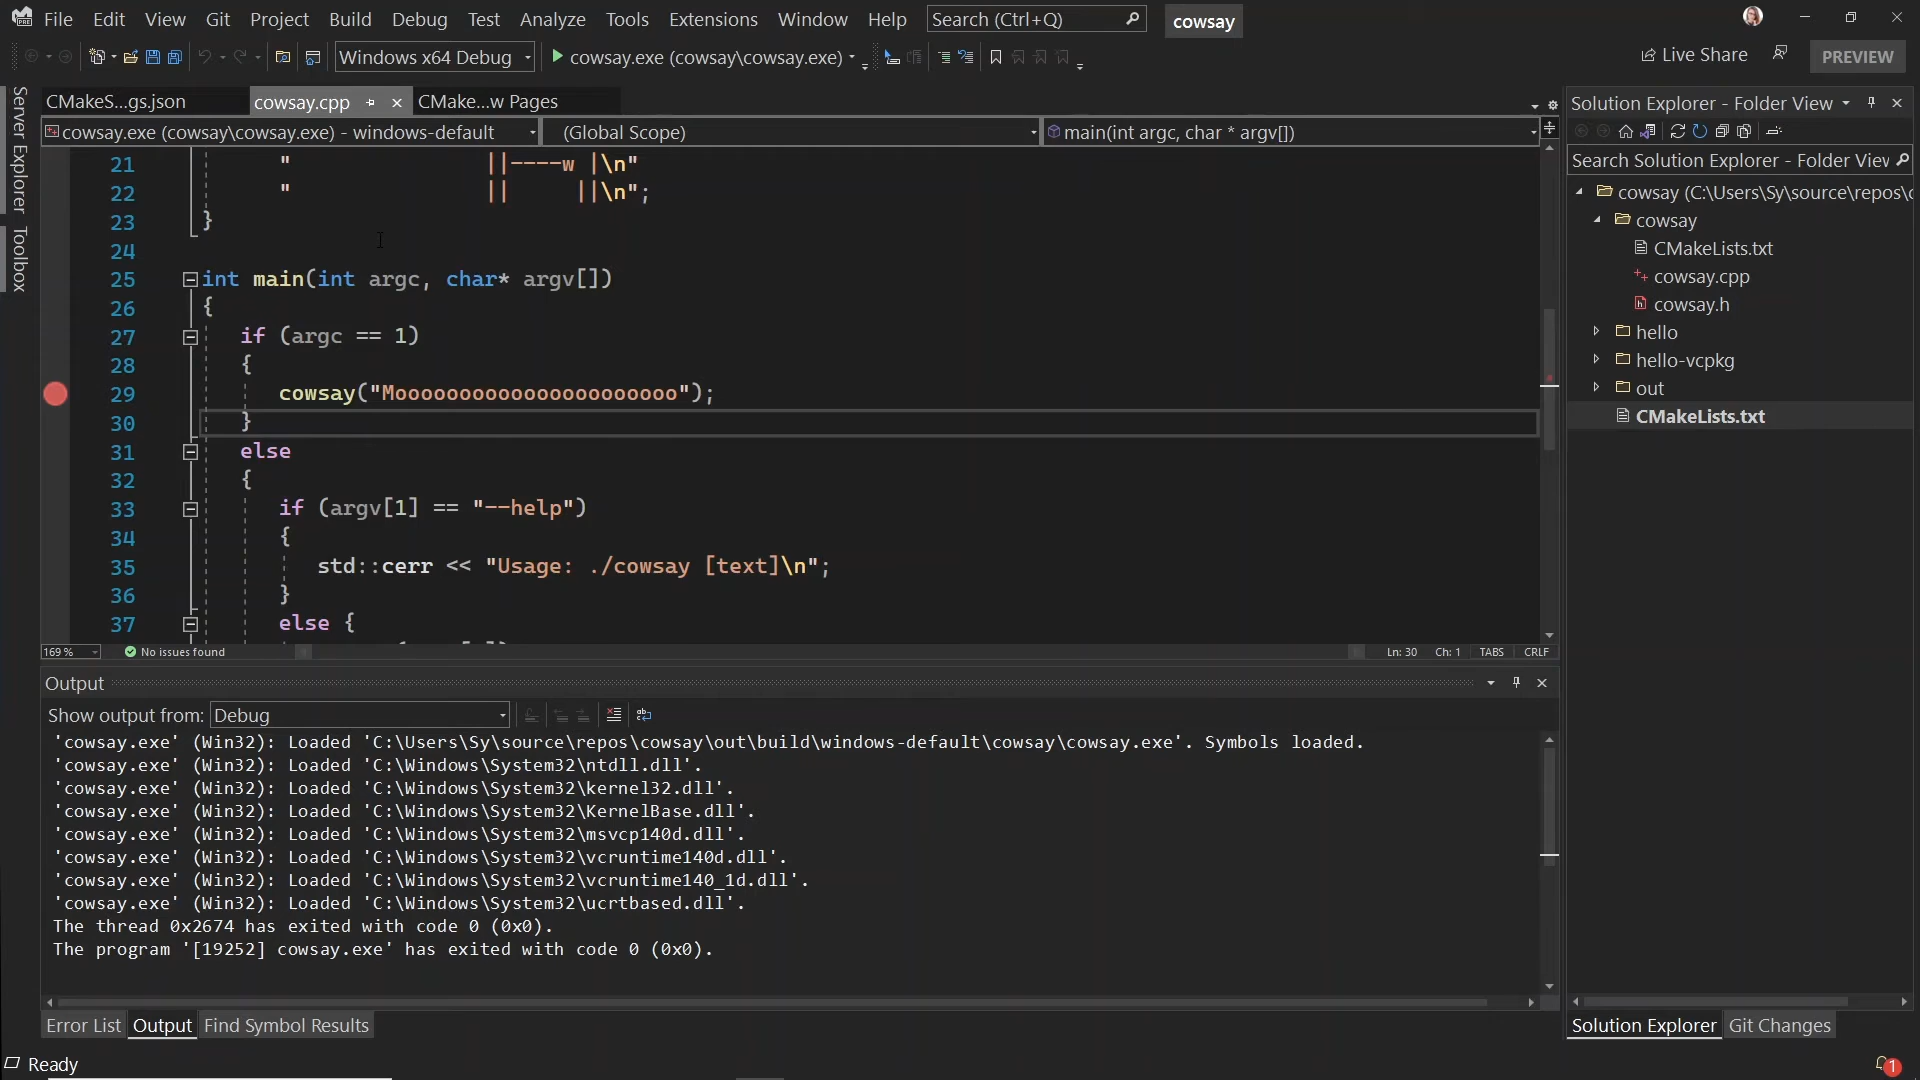 File Edit View Git Project Build Debug Test Analyze Tools Extensions Window Help Search (Ctrl+Q) cowsay
Windows x64 Debug cowsay.exe (cowsay\cowsay.exe) Live Share PREVIEW
Server Explorer
Toolbox
CMakeS...gs.json cowsay.cpp CMake...w Pages
cowsay.exe (cowsay\cowsay.exe) - windows-default (Global Scope) main(int argc, char * argv[])
21 " ||----w |\n"
22 " || ||\n";
23 }
24
25 int main(int argc, char* argv[])
26 {
27 if (argc == 1)
28 {
29 cowsay("Moooooooooooooooooooooo");
30 }
31 else
32 {
33 if (argv[1] == "--help")
34 {
35 std::cerr << "Usage: ./cowsay [text]\n";
36 }
37 else {
169 % No issues found Ln: 30 Ch: 1 TABS CRLF
Output
Show output from: Debug
'cowsay.exe' (Win32): Loaded 'C:\Users\Sy\source\repos\cowsay\out\build\windows-default\cowsay\cowsay.exe'. Symbols loaded.
'cowsay.exe' (Win32): Loaded 'C:\Windows\System32\ntdll.dll'.
'cowsay.exe' (Win32): Loaded 'C:\Windows\System32\kernel32.dll'.
'cowsay.exe' (Win32): Loaded 'C:\Windows\System32\KernelBase.dll'.
'cowsay.exe' (Win32): Loaded 'C:\Windows\System32\msvcp140d.dll'.
'cowsay.exe' (Win32): Loaded 'C:\Windows\System32\vcruntime140d.dll'.
'cowsay.exe' (Win32): Loaded 'C:\Windows\System32\vcruntime140_1d.dll'.
'cowsay.exe' (Win32): Loaded 'C:\Windows\System32\ucrtbased.dll'.
The thread 0x2674 has exited with code 0 (0x0).
The program '[19252] cowsay.exe' has exited with code 0 (0x0).
Error List Output Find Symbol Results
Solution Explorer - Folder View
Search Solution Explorer - Folder View
cowsay (C:\Users\Sy\source\repos\c
cowsay
CMakeLists.txt
cowsay.cpp
cowsay.h
hello
hello-vcpkg
out
CMakeLists.txt
Solution Explorer Git Changes
Ready 1